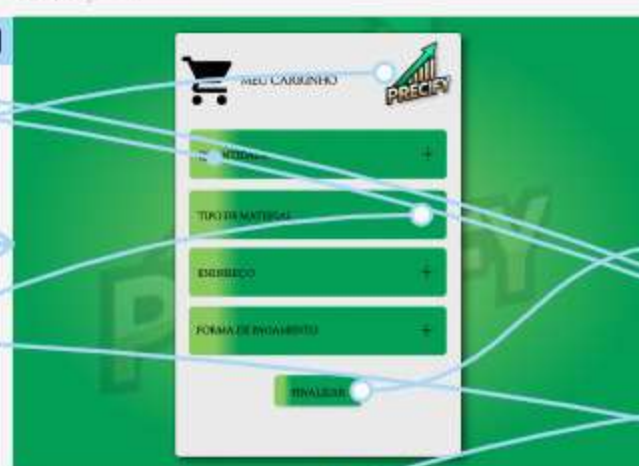 MEU CARRINHO
PRECIFY
TIPO DE MATERIAL
ENDEREÇO
FORMA DE PAGAMENTO
FINALIZAR